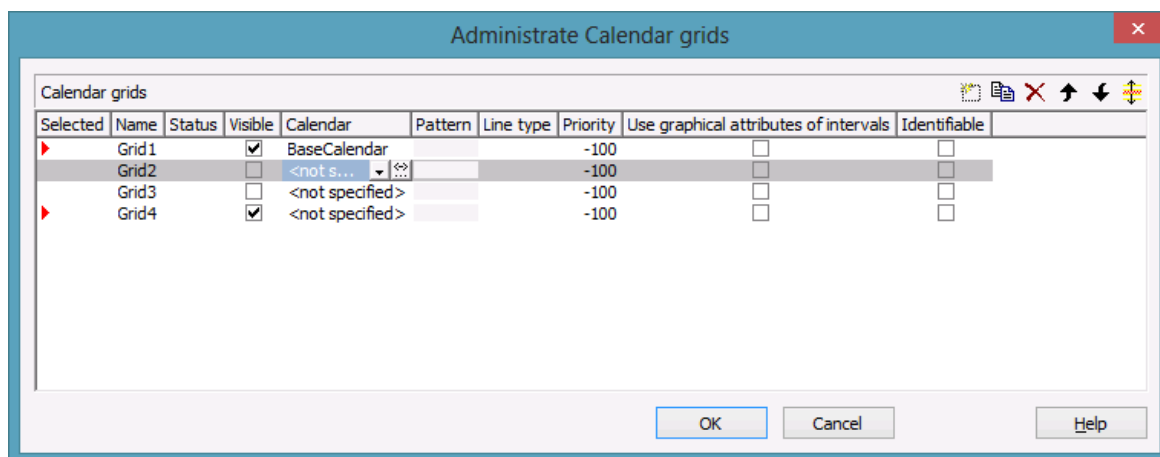 Administrate Calendar grids
Calendar grids
Selected Name Status Visible Calendar Pattern Line type Priority Use graphical attributes of intervals Identifiable
Grid1 BaseCalendar -100
Grid2 <not s... -100
Grid3 <not specified> -100
Grid4 <not specified> -100
OK Cancel Help